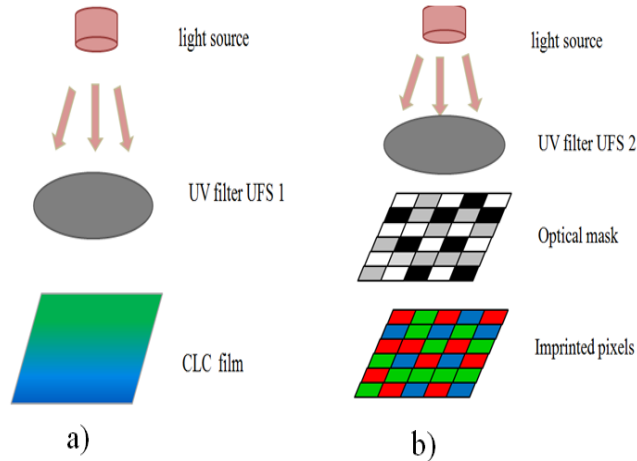 light source
UV filter UFS 1
CLC film
a)
light source
UV filter UFS 2
Optical mask
Imprinted pixels
b)